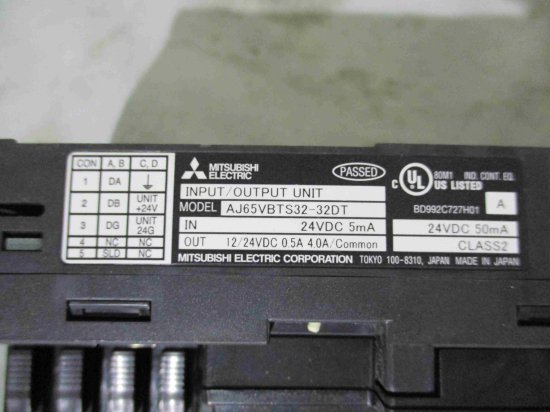 CON A, B C, D
1 DA
2 DB UNIT +24V
3 DG UNIT 24G
4 NC NC
5 SLD NC
MITSUBISHI
ELECTRIC
PASSED
INPUT/OUTPUT UNIT
MODEL AJ65VBTS32-32DT
IN 24VDC 5mA
OUT 12/24VDC 0.5A 4.0A/Common
MITSUBISHI ELECTRIC CORPORATION TOKYO 100-8310, JAPAN MADE IN JAPAN
C UL 80M1 IND. CONT. EQ.
US LISTED
BD992C727H01 A
24VDC 50mA
CLASS2